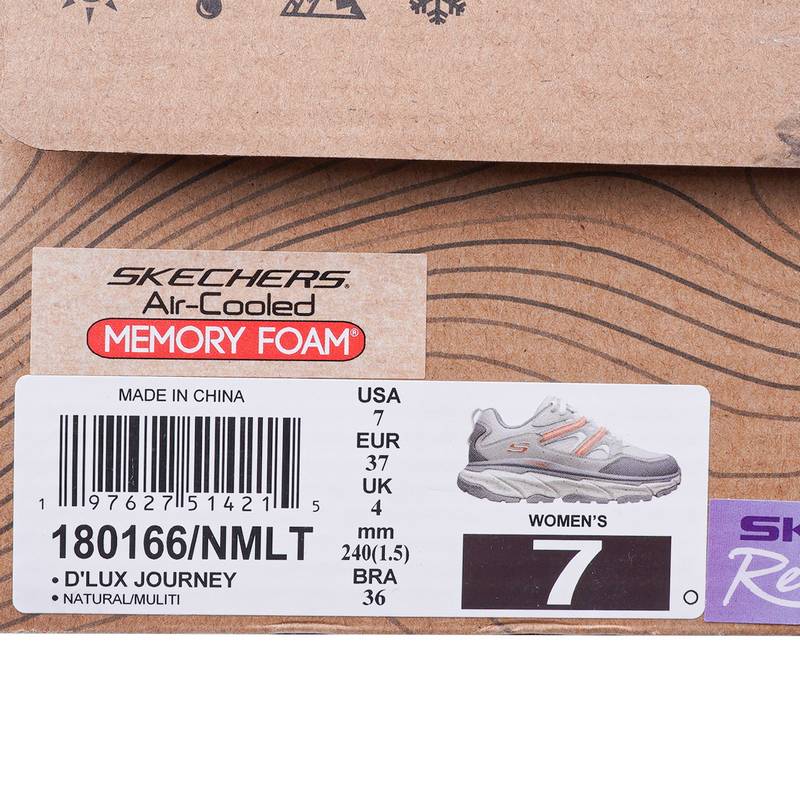 SKECHERS®
Air-Cooled
MEMORY FOAM®
MADE IN CHINA
1 97627 51421 5
180166/NMLT
• D'LUX JOURNEY
• NATURAL/MULITI
USA
7
EUR
37
UK
4
mm
240(1.5)
BRA
36
WOMEN'S
7
SK
Re